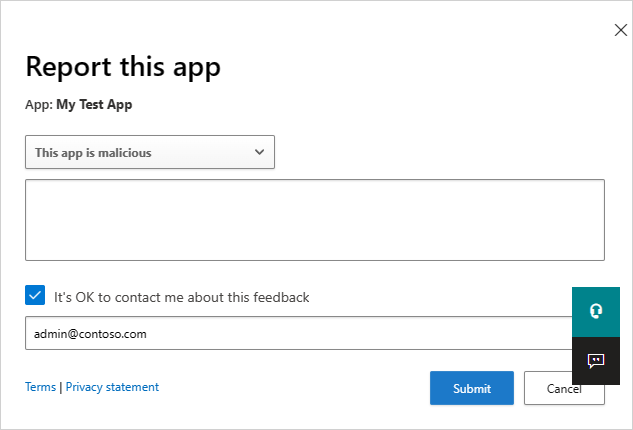 Report this app
App: My Test App
This app is malicious
It's OK to contact me about this feedback
admin@contoso.com
Terms | Privacy statement
Submit
Cancel